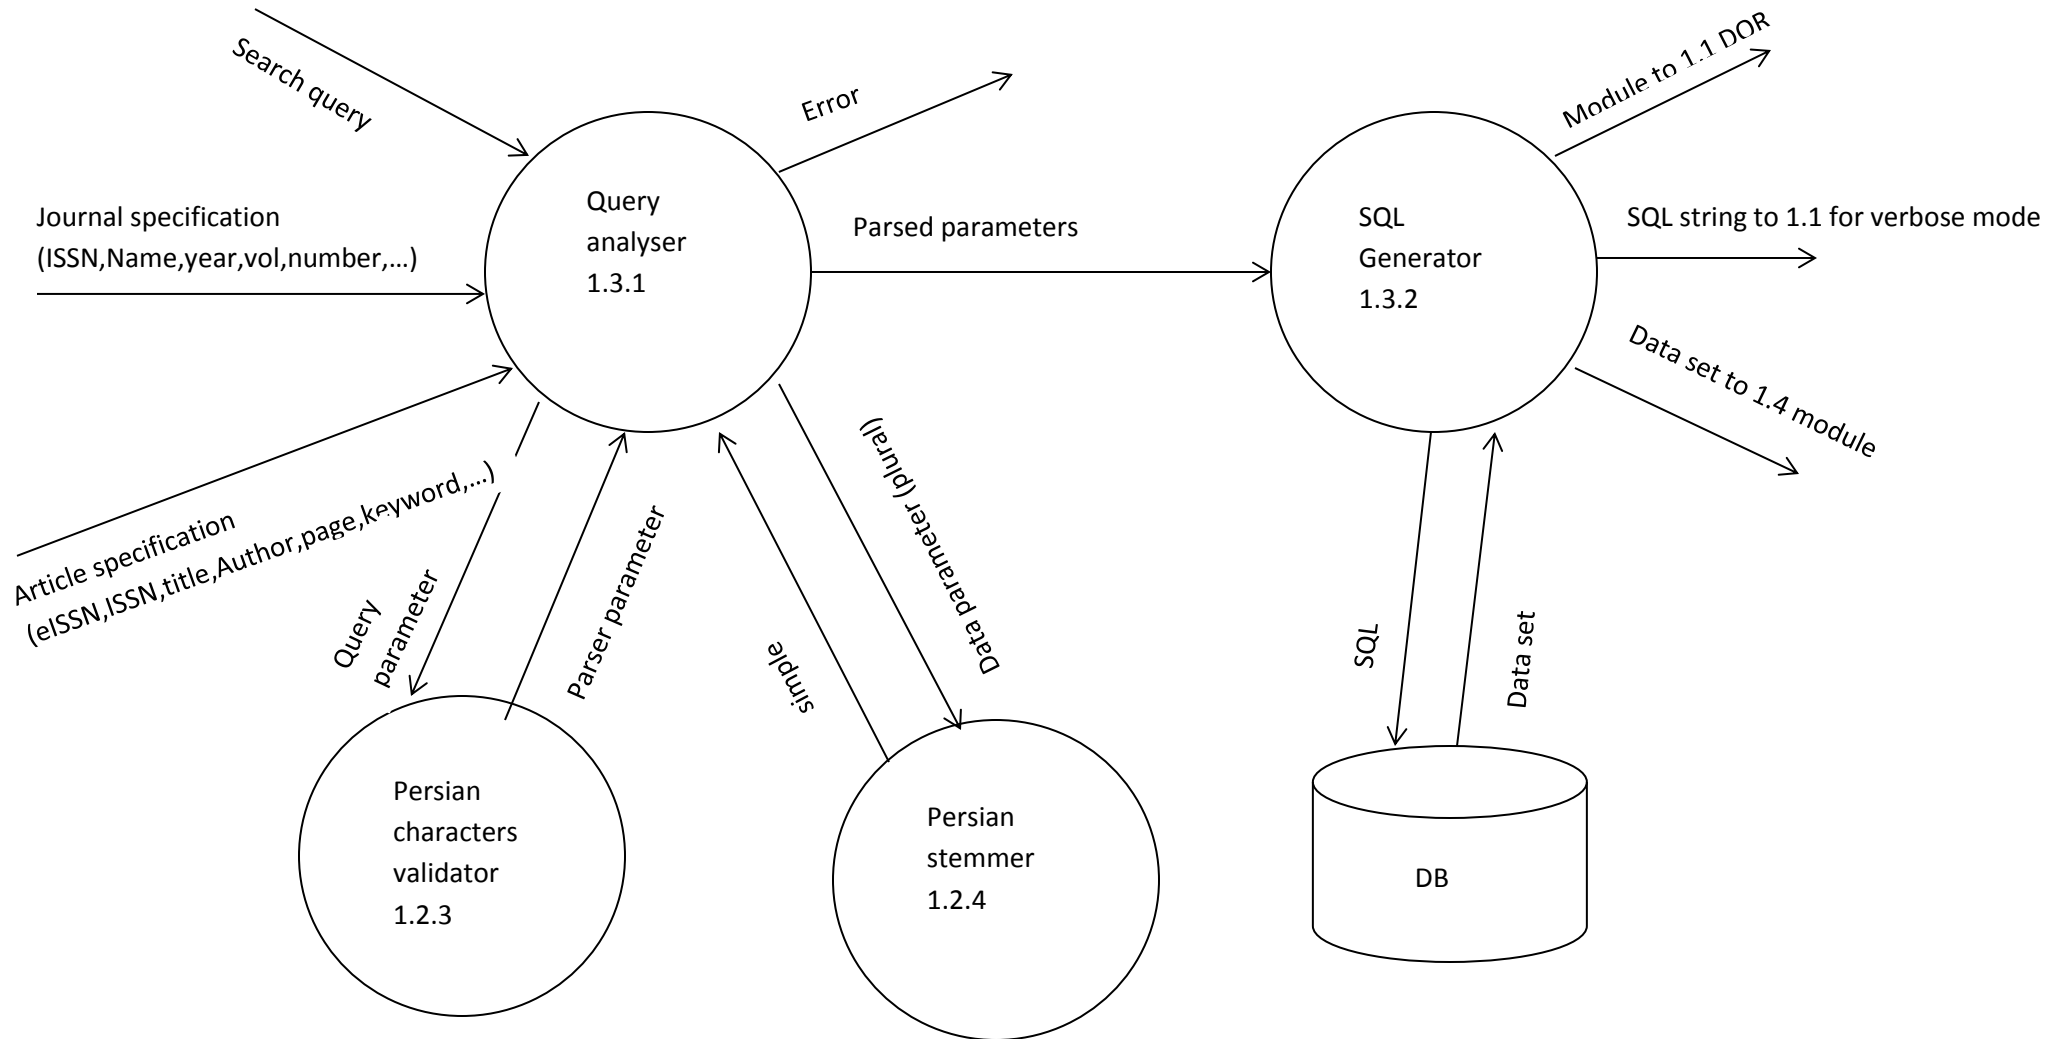 Search query
Error
Module to 1.1 DOR
Journal specification
(ISSN,Name,year,vol,number,...)
Query
analyser
1.3.1
Parsed parameters
SQL
Generator
1.3.2
SQL string to 1.1 for verbose mode
Data set to 1.4 module
Article specification
(eISSN,ISSN,title,Author,page,keyword,...)
Query
parameter
Parser parameter
simple
Data parameter (plural)
SQL
Data set
Persian
characters
validator
1.2.3
Persian
stemmer
1.2.4
DB